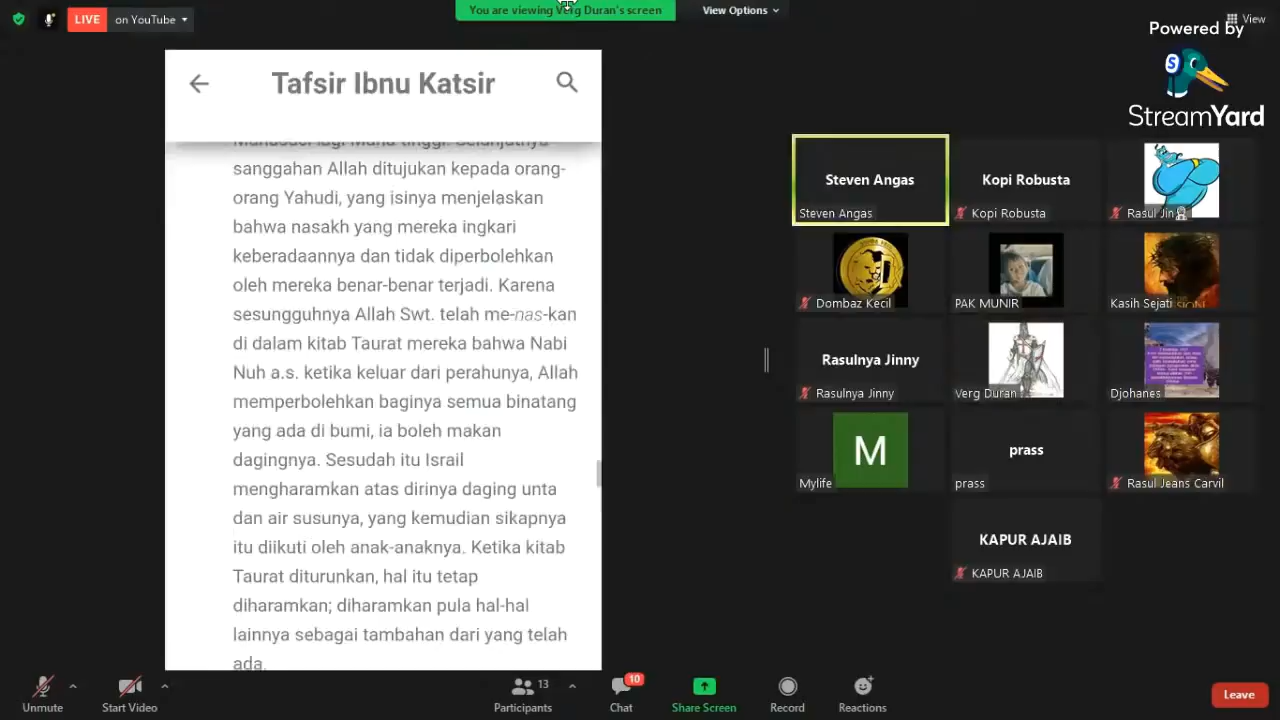 LIVE
on YouTube
You are viewing Verg Duran's screen
View Options
View
Powered by
StreamYard
Tafsir Ibnu Katsir
sanggahan Allah ditujukan kepada orang-
orang Yahudi, yang isinya menjelaskan
bahwa nasakh yang mereka ingkari
keberadaannya dan tidak diperbolehkan
oleh mereka benar-benar terjadi. Karena
sesungguhnya Allah Swt. telah me-nas-kan
di dalam kitab Taurat mereka bahwa Nabi
Nuh a.s. ketika keluar dari perahunya, Allah
memperbolehkan baginya semua binatang
yang ada di bumi, ia boleh makan
dagingnya. Sesudah itu Israil
mengharamkan atas dirinya daging unta
dan air susunya, yang kemudian sikapnya
itu diikuti oleh anak-anaknya. Ketika kitab
Taurat diturunkan, hal itu tetap
diharamkan; diharamkan pula hal-hal
lainnya sebagai tambahan dari yang telah
ada.
Steven Angas
Steven Angas
Kopi Robusta
Kopi Robusta
Rasul Jin
Dombaz Kecil
PAK MUNIR
Kasih Sejati
Rasulnya Jinny
Rasulnya Jinny
Verg Duran
Djohanes
M
Mylife
prass
prass
Rasul Jeans Carvil
KAPUR AJAIB
KAPUR AJAIB
Unmute
Start Video
13
Participants
10
Chat
Share Screen
Record
Reactions
Leave